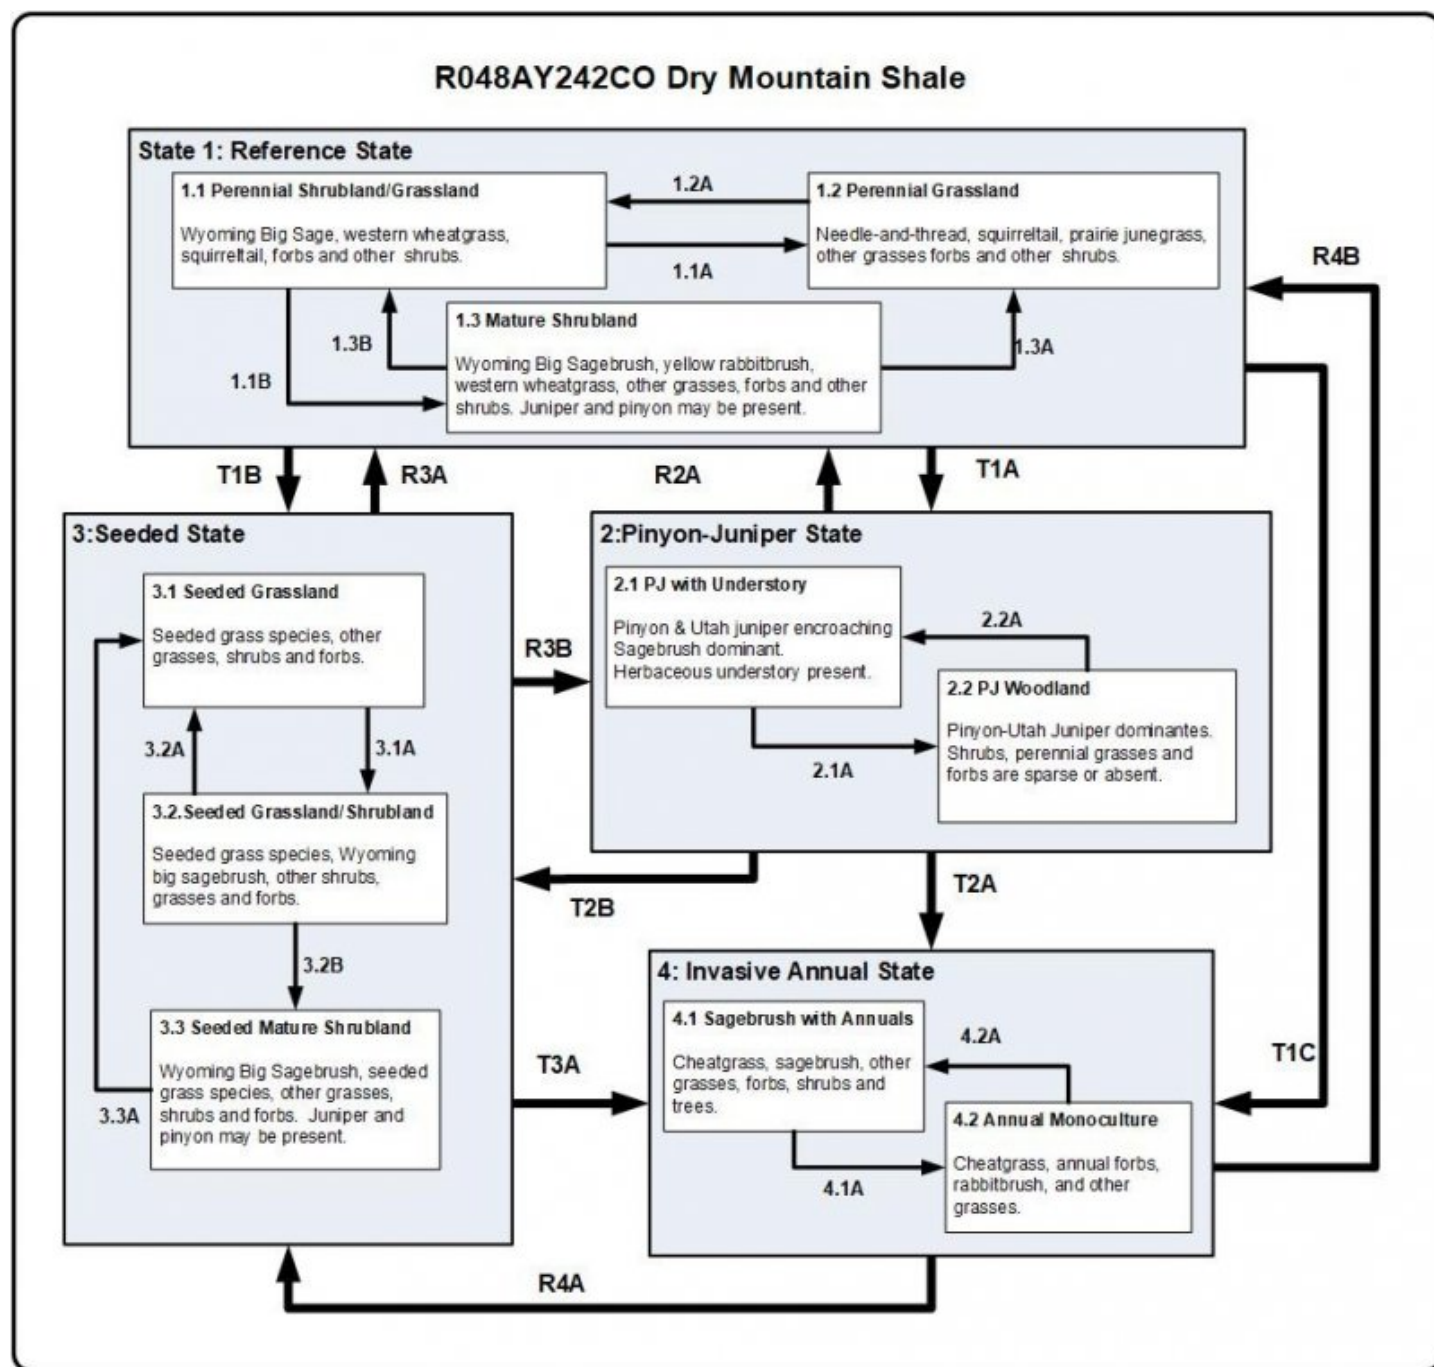 R048AY242CO Dry Mountain Shale
State 1: Reference State
1.1 Perennial Shrubland/Grassland
Wyoming Big Sage, western wheatgrass,
squirreltail, forbs and other shrubs.
1.2A
1.1A
1.2 Perennial Grassland
Needle-and-thread, squirreltail, prairie junegrass,
other grasses forbs and other shrubs.
R4B
1.3B
1.1B
1.3 Mature Shrubland
Wyoming Big Sagebrush, yellow rabbitbrush,
western wheatgrass, other grasses, forbs and other
shrubs. Juniper and pinyon may be present.
1.3A
T1B
R3A
R2A
T1A
3:Seeded State
3.1 Seeded Grassland
Seeded grass species, other
grasses, shrubs and forbs.
3.2A
3.1A
3.2.Seeded Grassland/Shrubland
Seeded grass species, Wyoming
big sagebrush, other shrubs,
grasses and forbs.
3.2B
3.3 Seeded Mature Shrubland
Wyoming Big Sagebrush, seeded
grass species, other grasses,
shrubs and forbs. Juniper and
pinyon may be present.
3.3A
R3B
2:Pinyon-Juniper State
2.1 PJ with Understory
Pinyon & Utah juniper encroaching
Sagebrush dominant.
Herbaceous understory present.
2.2A
2.2 PJ Woodland
Pinyon-Utah Juniper dominantes.
Shrubs, perennial grasses and
forbs are sparse or absent.
2.1A
T2B
T2A
T3A
4: Invasive Annual State
4.1 Sagebrush with Annuals
Cheatgrass, sagebrush, other
grasses, forbs, shrubs and
trees.
4.2A
4.2 Annual Monoculture
Cheatgrass, annual forbs,
rabbitbrush, and other
grasses.
4.1A
T1C
R4A